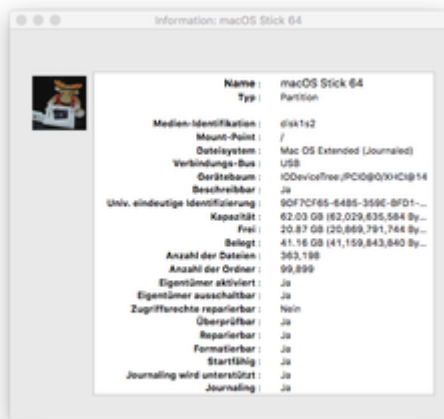 Information: macOS Stick 64
Name : macOS Stick 64
Typ : Partition
Medien-Identifikation : disk1s2
Mount-Point : /
Dateisystem : Mac OS Extended (Journaled)
Verbindungs-Bus : USB
Gerätebaum : IODeviceTree:/PCI0@0/XHCI@14
Beschreibbar : Ja
Univ. eindeutige Identifizierung : 9DF7CF65-6485-359E-BFD1-...
Kapazität : 62.03 GB (62,029,635,584 By...
Frei : 20.87 GB (20,869,791,744 By...
Belegt : 41.16 GB (41,159,843,840 By...
Anzahl der Dateien : 363,198
Anzahl der Ordner : 99,899
Eigentümer aktiviert : Ja
Eigentümer ausschaltbar : Ja
Zugriffsrechte reparierbar : Nein
Überprüfbar : Ja
Reparierbar : Ja
Formatierbar : Ja
Startfähig : Ja
Journaling wird unterstützt : Ja
Journaling : Ja